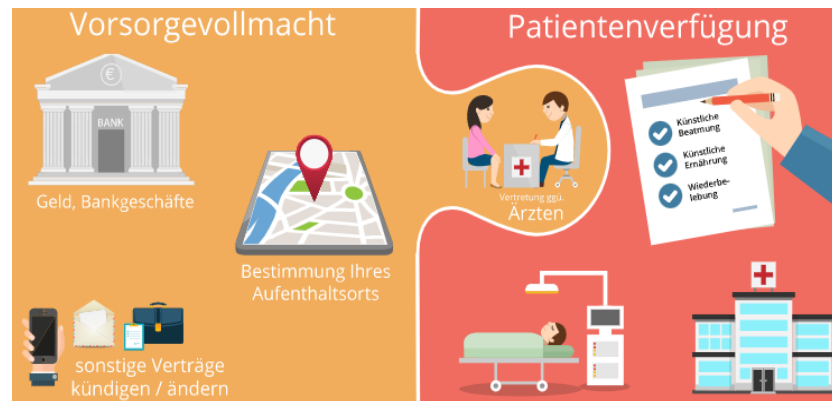 Vorsorgevollmacht
€
BANK
Geld, Bankgeschäfte
Bestimmung Ihres
Aufenthaltsorts
sonstige Verträge
kündigen / ändern
Patientenverfügung
Vertretung ggü.
Ärzten
Künstliche
Beatmung
Künstliche
Ernährung
Wiederbe-
lebung